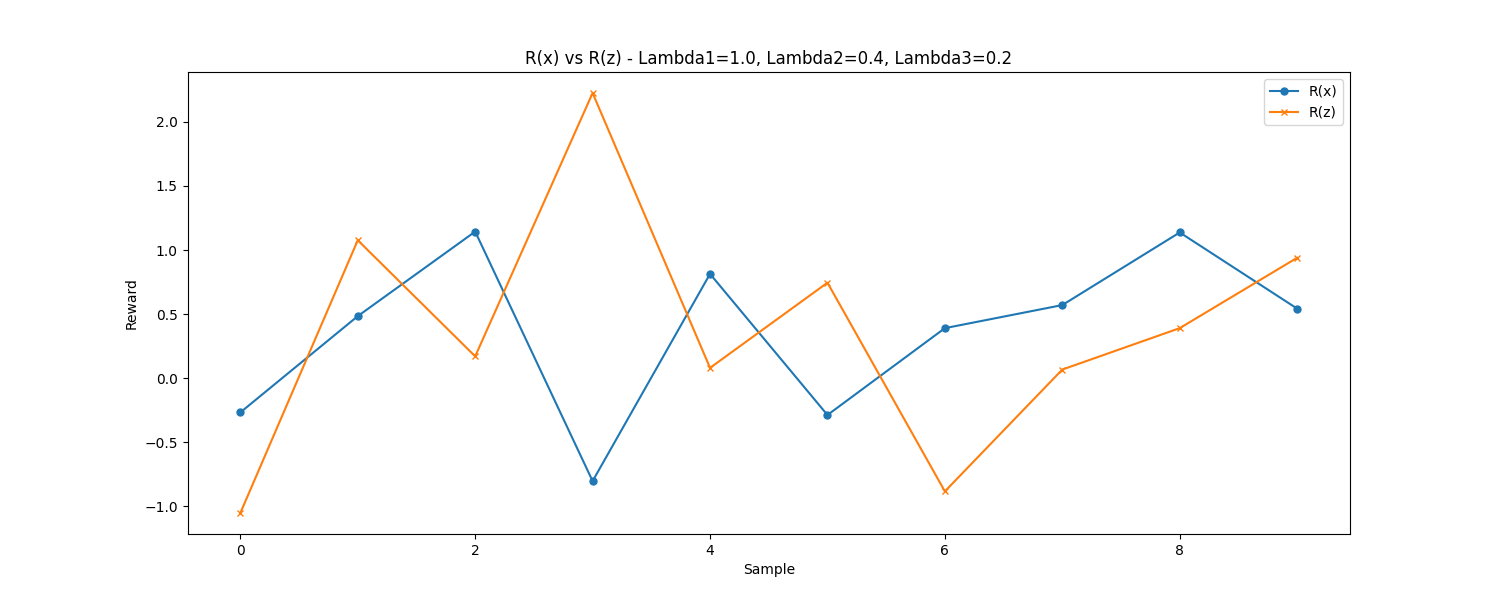 R(x) vs R(z) - Lambda1=1.0, Lambda2=0.4, Lambda3=0.2
R(x)
R(z)
2.0
1.5
1.0
0.5
0.0
−0.5
−1.0
Reward
0 2 4 6 8
Sample